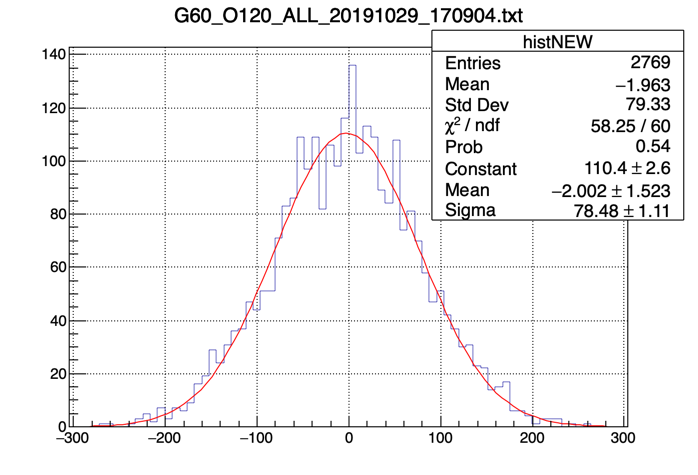 G60_O120_ALL_20191029_170904.txt
histNEW
Entries 2769
Mean −1.963
Std Dev 79.33
χ² / ndf 58.25 / 60
Prob 0.54
Constant 110.4 ± 2.6
Mean −2.002 ± 1.523
Sigma 78.48 ± 1.11
140
120
100
80
60
40
20
0
−300 −200 −100 0 100 200 300